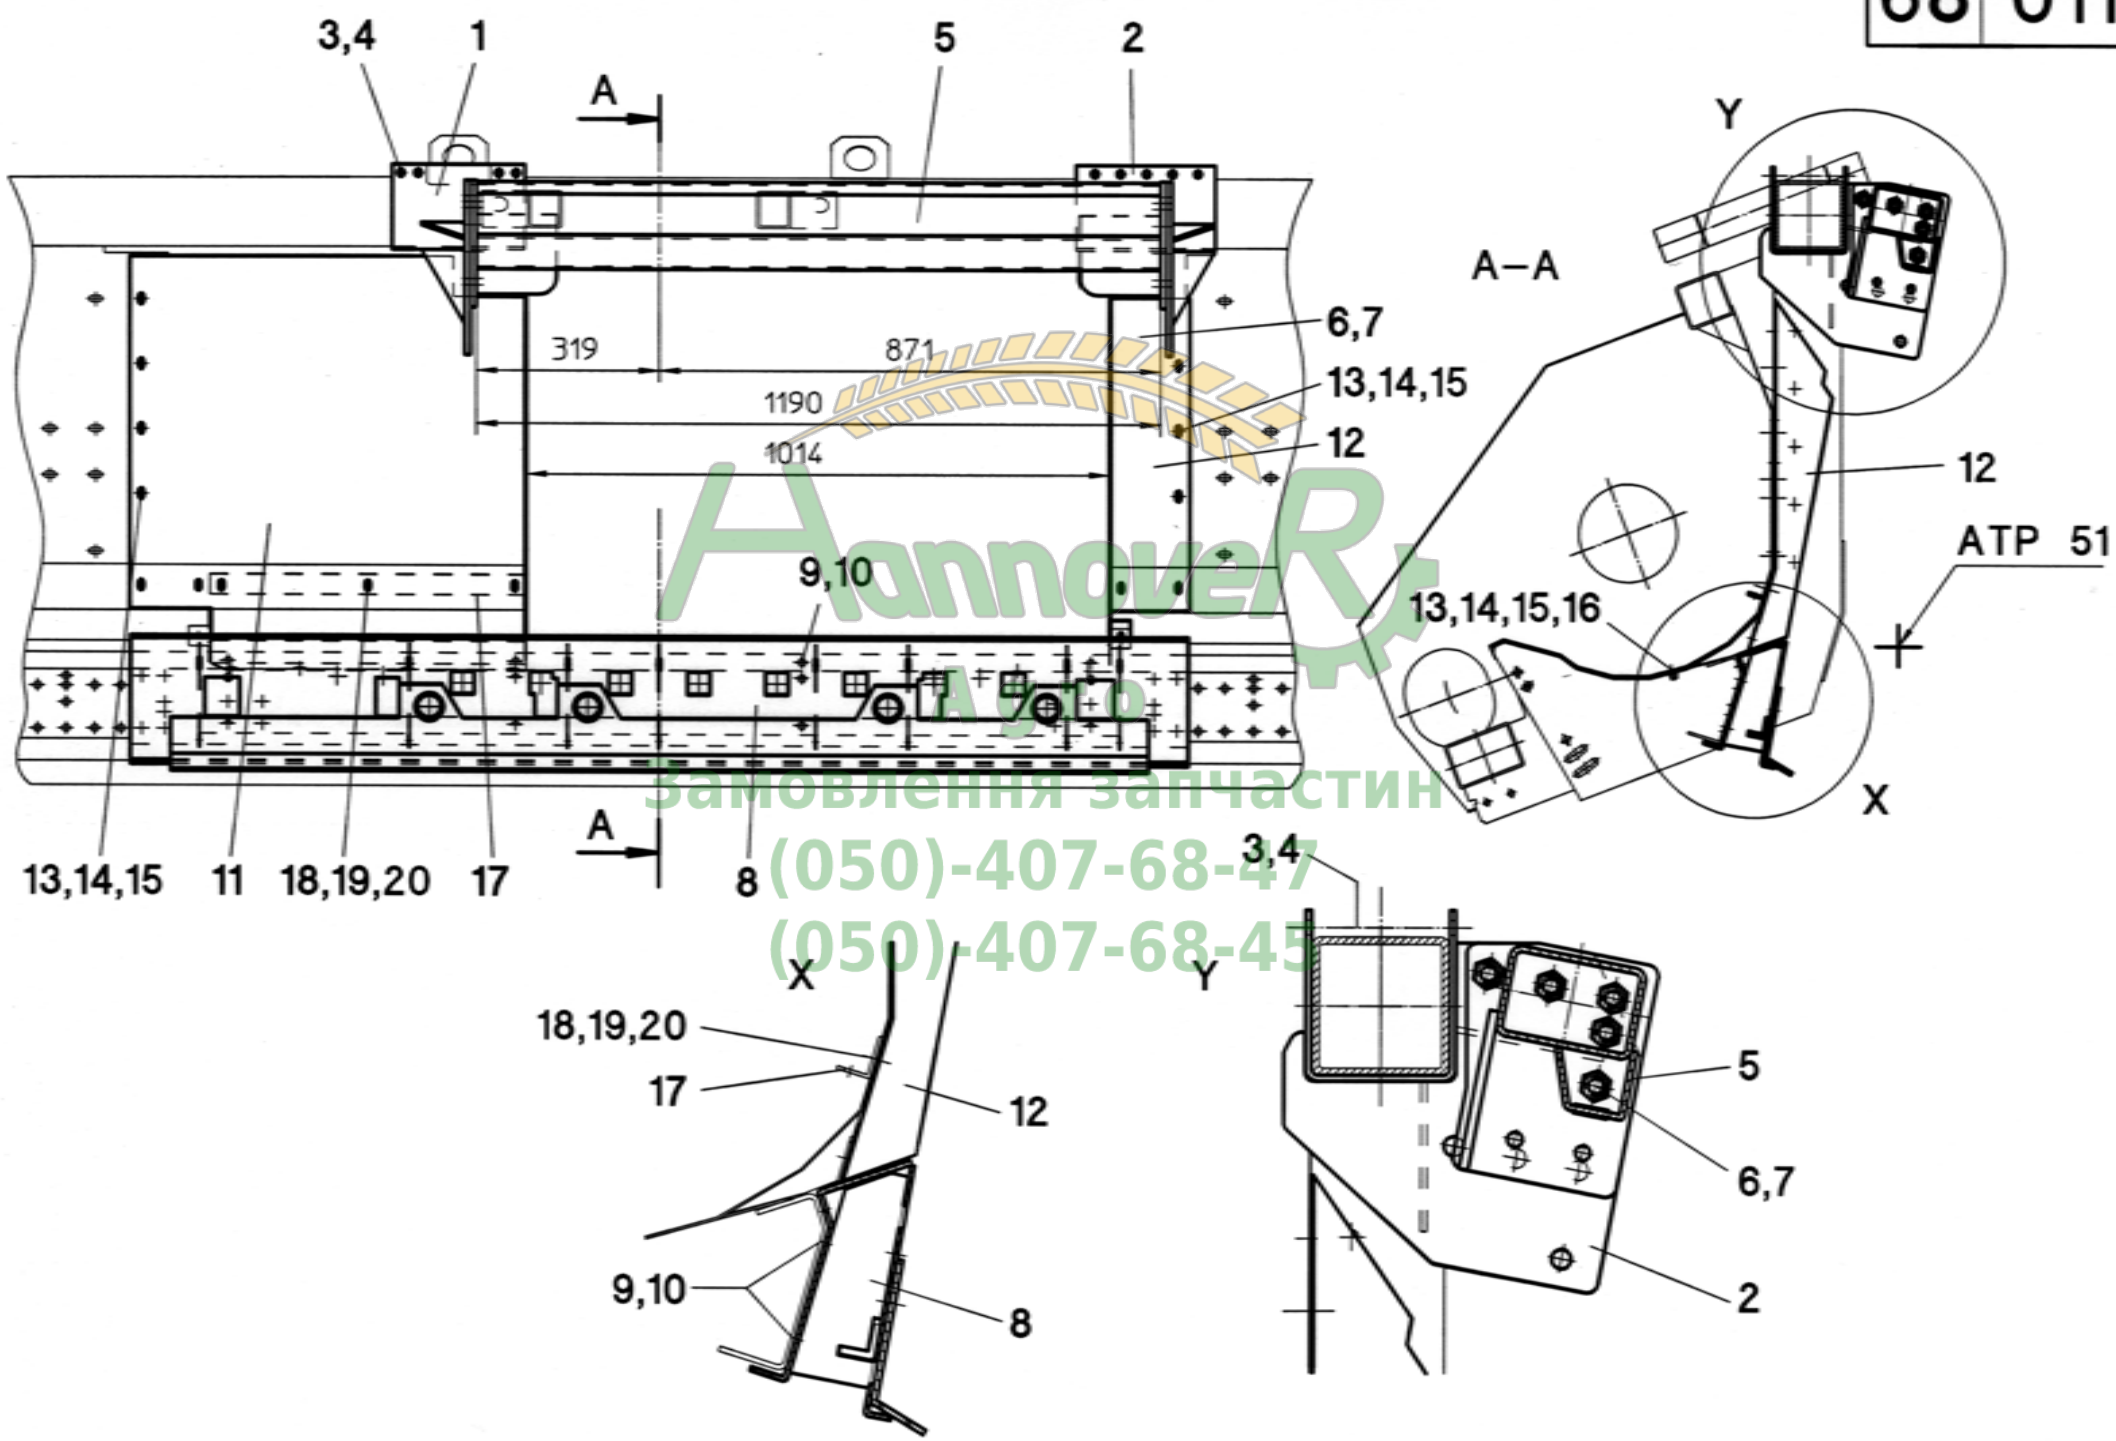 3,4 1 5 2
A
Y
A–A
6,7
319 871
13,14,15
1190
12
1014
12
ATP 51
HannoveR
9,10
13,14,15,16
Agro
Замовлення запчастин
X
A
3,4
13,14,15 11 18,19,20 17 8
(050)-407-68-47
(050)-407-68-45
X
Y
18,19,20
17
12
5
6,7
9,10
8
2